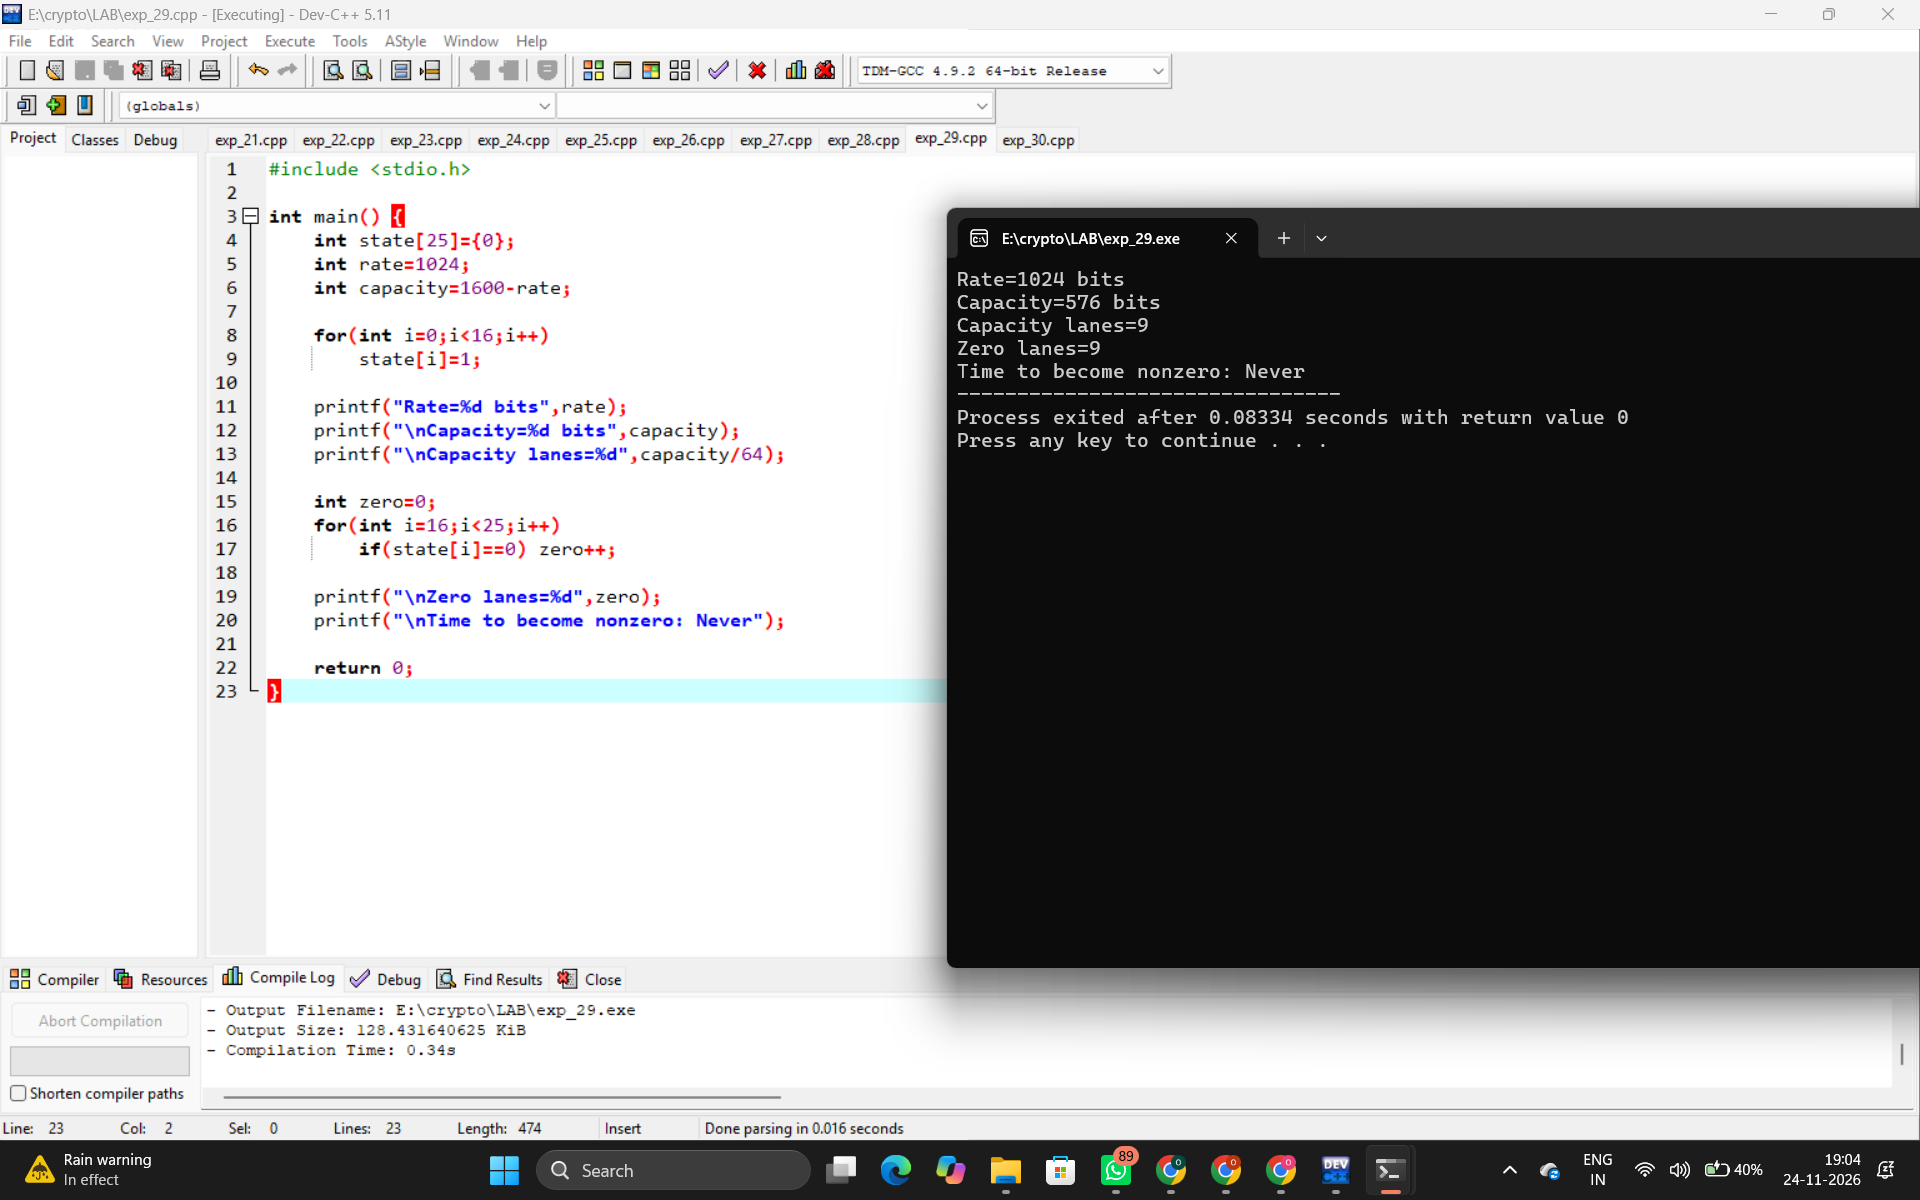 E:\crypto\LAB\exp_29.cpp - [Executing] - Dev-C++ 5.11
File Edit Search View Project Execute Tools AStyle Window Help
TDM-GCC 4.9.2 64-bit Release
(globals)
Project Classes Debug
exp_21.cpp exp_22.cpp exp_23.cpp exp_24.cpp exp_25.cpp exp_26.cpp exp_27.cpp exp_28.cpp exp_29.cpp exp_30.cpp
1 #include <stdio.h>
2
3 int main() {
4 int state[25]={0};
5 int rate=1024;
6 int capacity=1600-rate;
7
8 for(int i=0;i<16;i++)
9 state[i]=1;
10
11 printf("Rate=%d bits",rate);
12 printf("\nCapacity=%d bits",capacity);
13 printf("\nCapacity lanes=%d",capacity/64);
14
15 int zero=0;
16 for(int i=16;i<25;i++)
17 if(state[i]==0) zero++;
18
19 printf("\nZero lanes=%d",zero);
20 printf("\nTime to become nonzero: Never");
21
22 return 0;
23 }
E:\crypto\LAB\exp_29.exe
Rate=1024 bits
Capacity=576 bits
Capacity lanes=9
Zero lanes=9
Time to become nonzero: Never
--------------------------------
Process exited after 0.08334 seconds with return value 0
Press any key to continue . . .
Compiler Resources Compile Log Debug Find Results Close
Abort Compilation
Shorten compiler paths
- Output Filename: E:\crypto\LAB\exp_29.exe
- Output Size: 128.431640625 KiB
- Compilation Time: 0.34s
Line: 23 Col: 2 Sel: 0 Lines: 23 Length: 474 Insert Done parsing in 0.016 seconds
Rain warning
In effect
Search
89
DEV
C++
ENG
IN
40%
19:04
24-11-2026